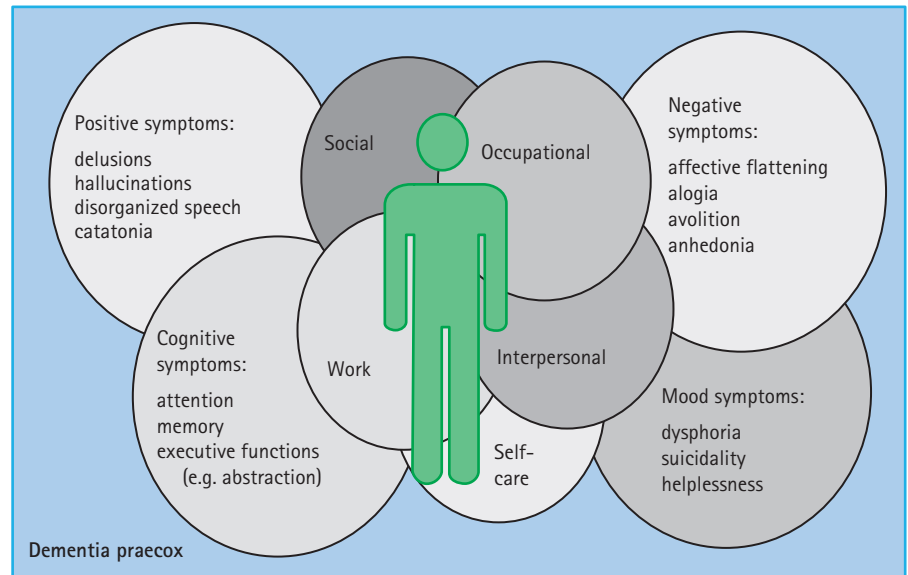 Positive symptoms:
delusions
hallucinations
disorganized speech
catatonia
Social
Occupational
Negative
symptoms:
affective flattening
alogia
avolition
anhedonia
Cognitive
symptoms:
attention
memory
executive functions
(e.g. abstraction)
Work
Interpersonal
Self-
care
Mood symptoms:
dysphoria
suicidality
helplessness
Dementia praecox